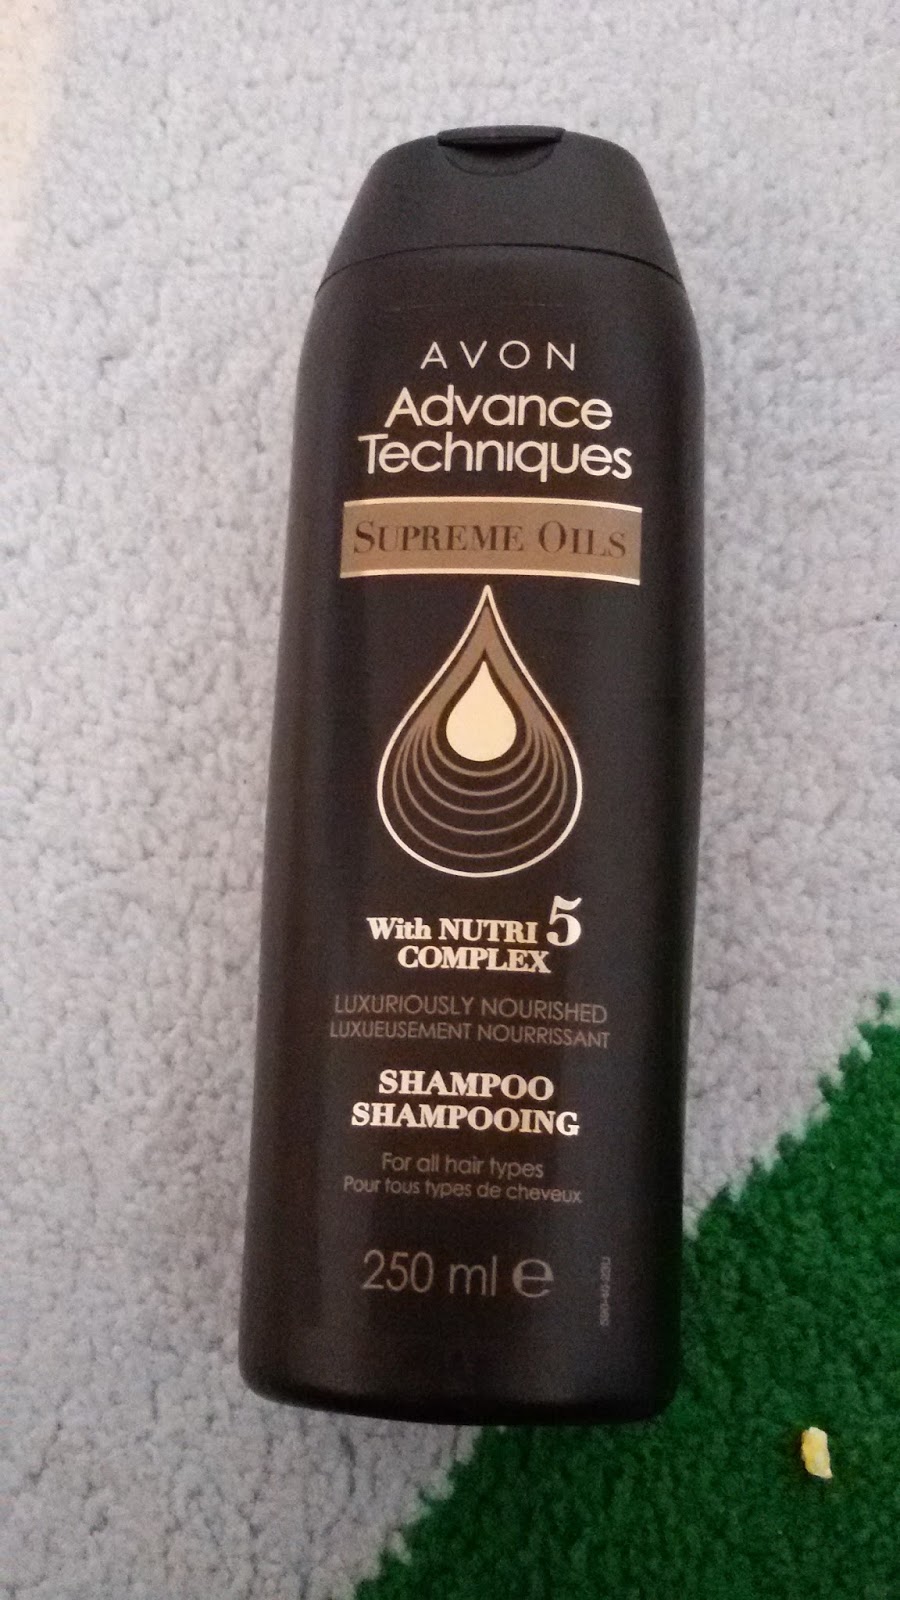 AVON
Advance
Techniques
SUPREME OILS
With NUTRI 5
COMPLEX
LUXURIOUSLY NOURISHED
LUXUEUSEMENT NOURRISSANT
SHAMPOO
SHAMPOOING
For all hair types
Pour tous types de cheveux
250 ml ℮